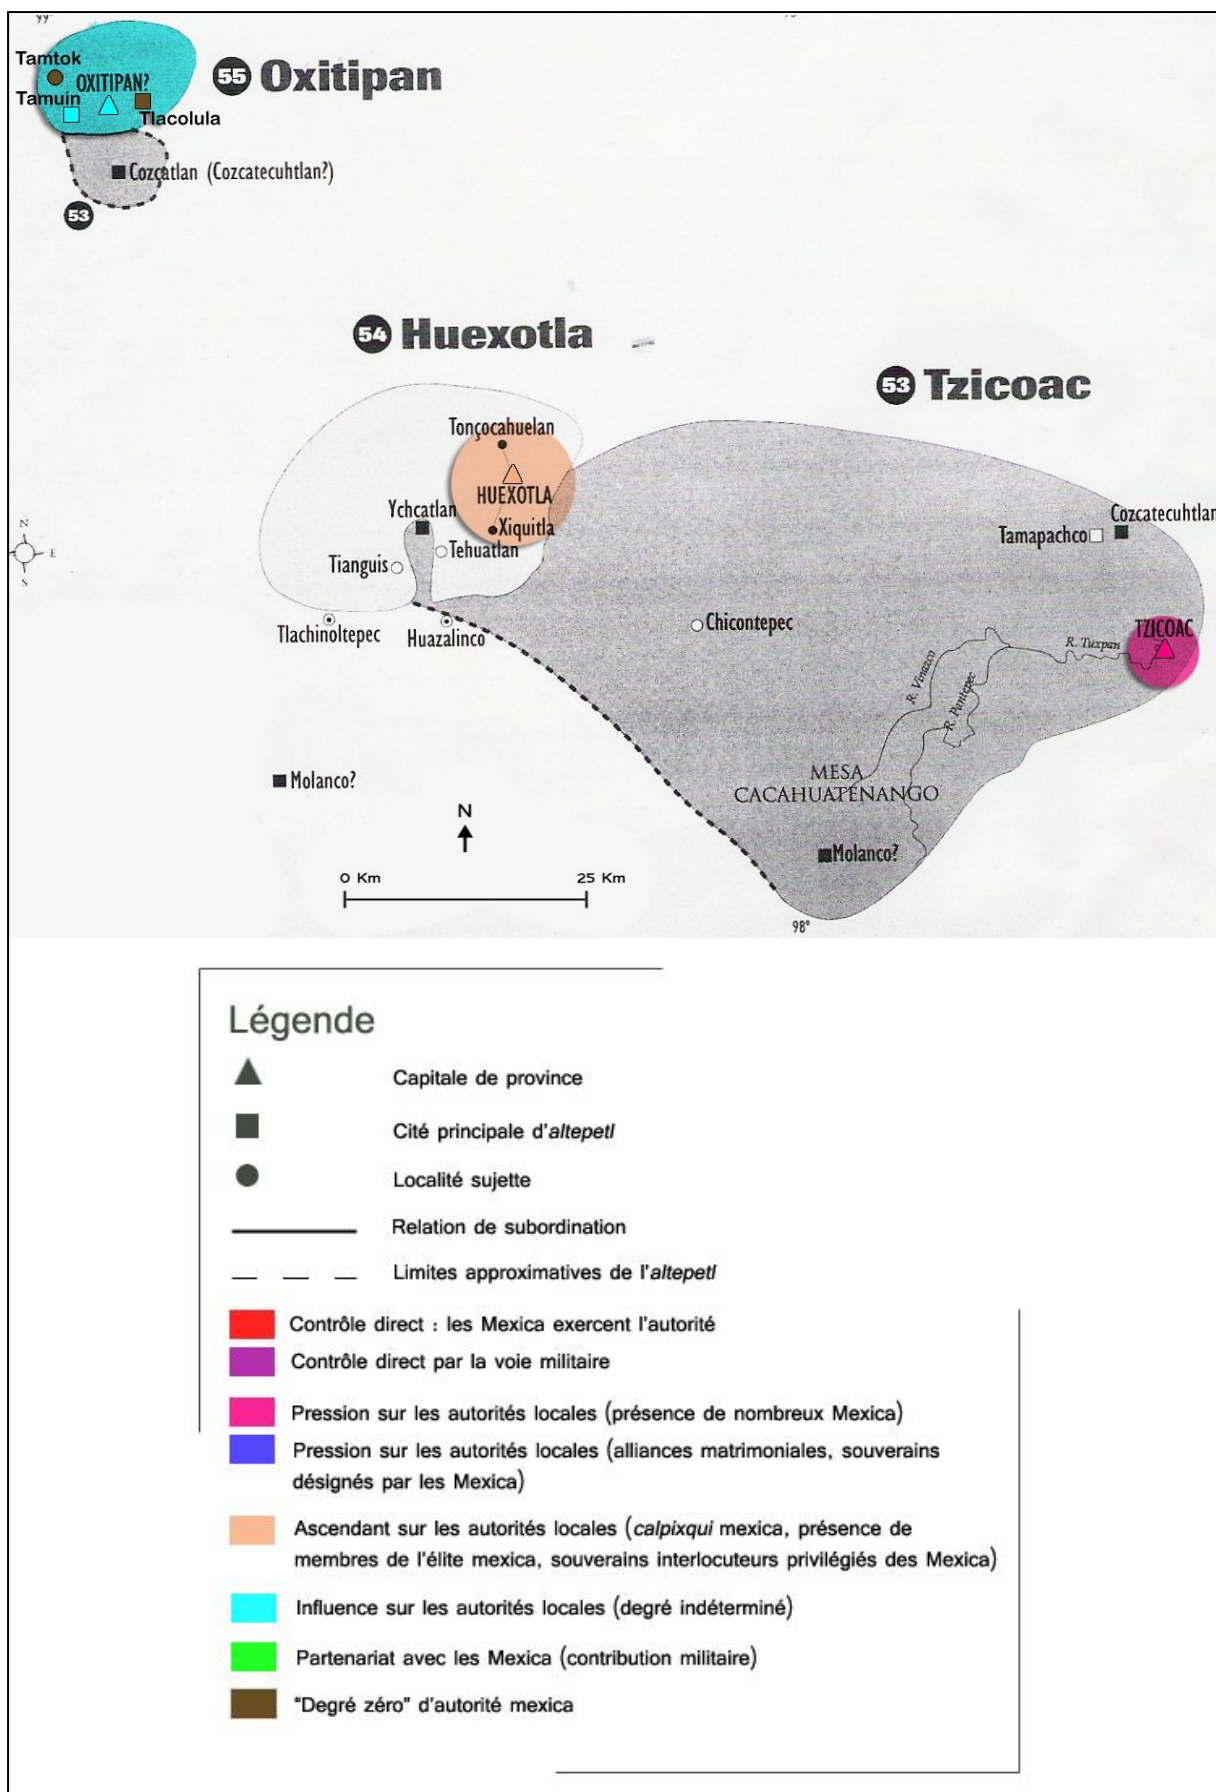 99°
98°
Tamtok
OXITIPAN?
Tamuin
Tlacolula
55 Oxitipan
Cozcatlan (Cozcatecuhtlan?)
53
54 Huexotla
53 Tzicoac
Tonçocahuelan
HUEXOTLA
Ychcatlan
Xiquitla
Cozcatecuhtlan
Tamapachco
N
E
S
Tehuatlan
Tianguis
Tlachinoltepec
Huazalinco
Chicontepec
TZICOAC
R. Tuxpan
R. Vinazco
R. Pantepec
Molanco?
MESA
CACAHUATENANGO
N
Molanco?
0 Km
25 Km
98°
Légende
Capitale de province
Cité principale d'altepetl
Localité sujette
Relation de subordination
Limites approximatives de l'altepetl
Contrôle direct : les Mexica exercent l'autorité
Contrôle direct par la voie militaire
Pression sur les autorités locales (présence de nombreux Mexica)
Pression sur les autorités locales (alliances matrimoniales, souverains
désignés par les Mexica)
Ascendant sur les autorités locales (calpixqui mexica, présence de
membres de l'élite mexica, souverains interlocuteurs privilégiés des Mexica)
Influence sur les autorités locales (degré indéterminé)
Partenariat avec les Mexica (contribution militaire)
"Degré zéro" d'autorité mexica